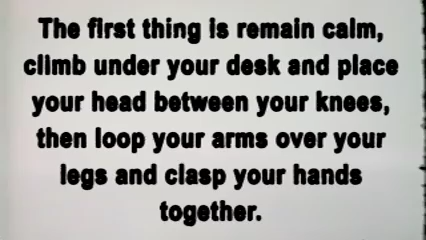 The first thing is remain calm,
climb under your desk and place
your head between your knees,
then loop your arms over your
legs and clasp your hands
together.